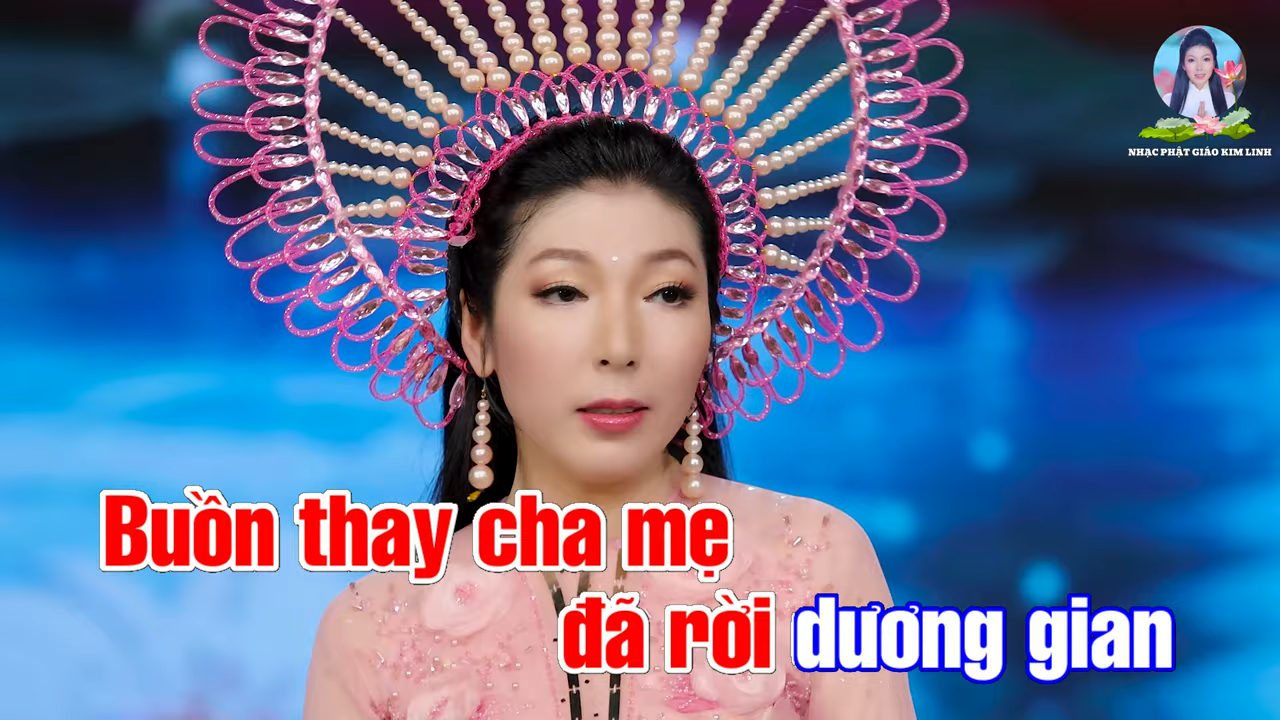 NHẠC PHẬT GIÁO KIM LINH
Buồn thay cha mẹ
đã rời dương gian